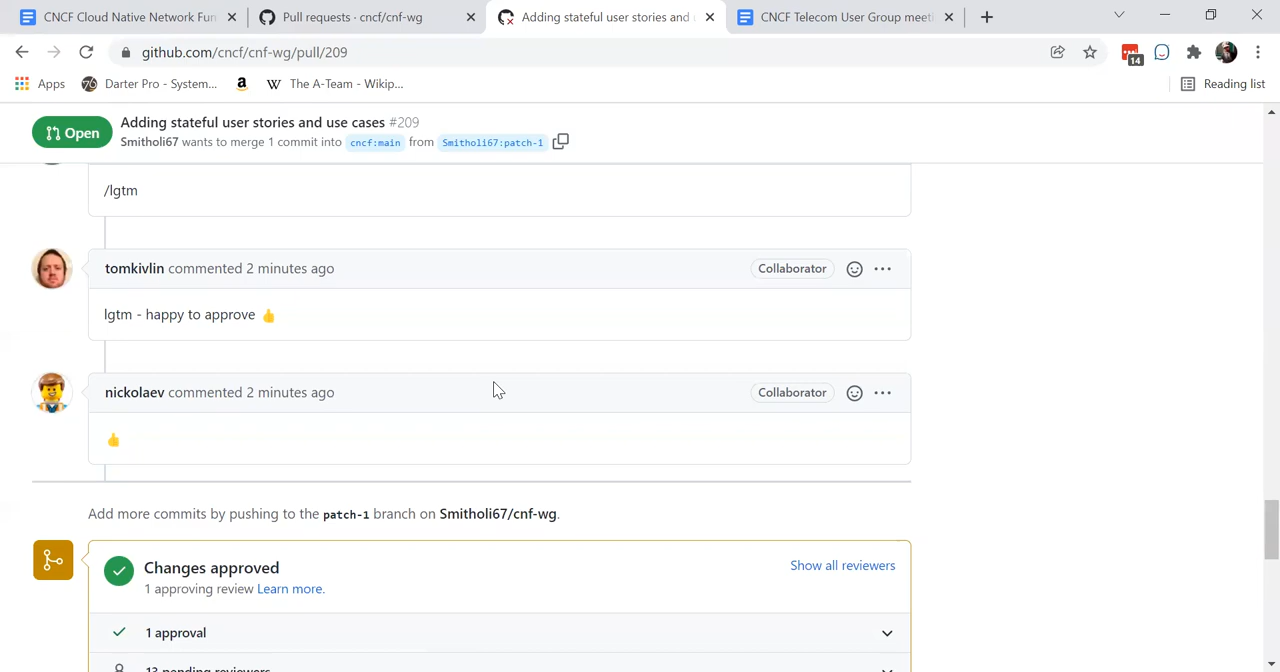 CNCF Cloud Native Network Fun
Pull requests · cncf/cnf-wg
Adding stateful user stories and
CNCF Telecom User Group meeti
github.com/cncf/cnf-wg/pull/209
14
Apps
76
Darter Pro - System...
a
W
The A-Team - Wikip...
Reading list
Open
Adding stateful user stories and use cases #209
Smitholi67 wants to merge 1 commit into cncf:main from Smitholi67:patch-1
/lgtm
tomkivlin commented 2 minutes ago
Collaborator
lgtm - happy to approve 👍
nickolaev commented 2 minutes ago
Collaborator
👍
Add more commits by pushing to the patch-1 branch on Smitholi67/cnf-wg.
Changes approved
Show all reviewers
1 approving review Learn more.
1 approval
13 pending reviewers